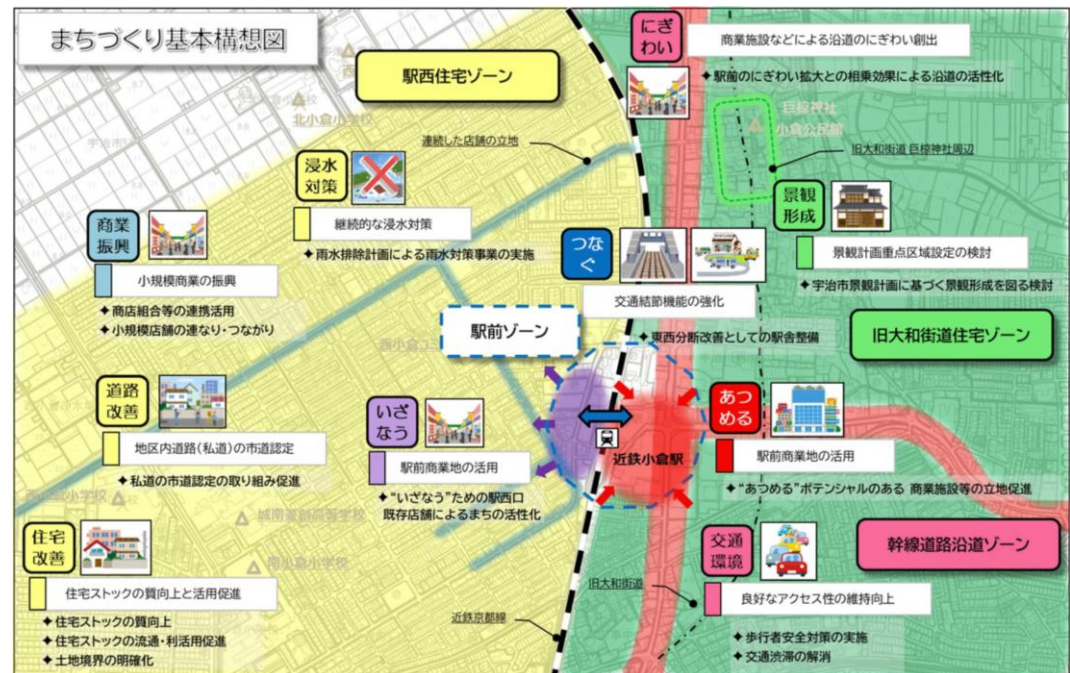 まちづくり基本構想図
駅西住宅ゾーン
にぎ
わい
商業施設などによる沿道のにぎわい創出
✦駅前のにぎわい拡大との相乗効果による沿道の活性化
北小倉小学校
連続した店舗の立地
巨椋神社
小倉公民館
旧大和街道 巨椋神社周辺
浸水
対策
継続的な浸水対策
✦雨水排除計画による雨水対策事業の実施
景観
形成
景観計画重点区域設定の検討
✦宇治市景観計画に基づく景観形成を図る検討
商業
振興
小規模商業の振興
✦商店組合等の連携活用
✦小規模店舗の連なり・つながり
つな
ぐ
交通結節機能の強化
✦東西分断改善としての駅舎整備
駅前ゾーン
旧大和街道住宅ゾーン
道路
改善
地区内道路(私道)の市道認定
✦私道の市道認定の取り組み促進
いざ
なう
駅前商業地の活用
✦“いざなう”ための駅西口
既存店舗によるまちの活性化
近鉄小倉駅
あつ
める
駅前商業地の活用
✦“あつめる”ポテンシャルのある 商業施設等の立地促進
南小倉小学校
住宅
改善
住宅ストックの質向上と活用促進
✦住宅ストックの質向上
✦住宅ストックの流通・利活用促進
✦土地境界の明確化
近鉄京都線
旧大和街道
交通
環境
良好なアクセス性の維持向上
✦歩行者安全対策の実施
✦交通渋滞の解消
幹線道路沿道ゾーン